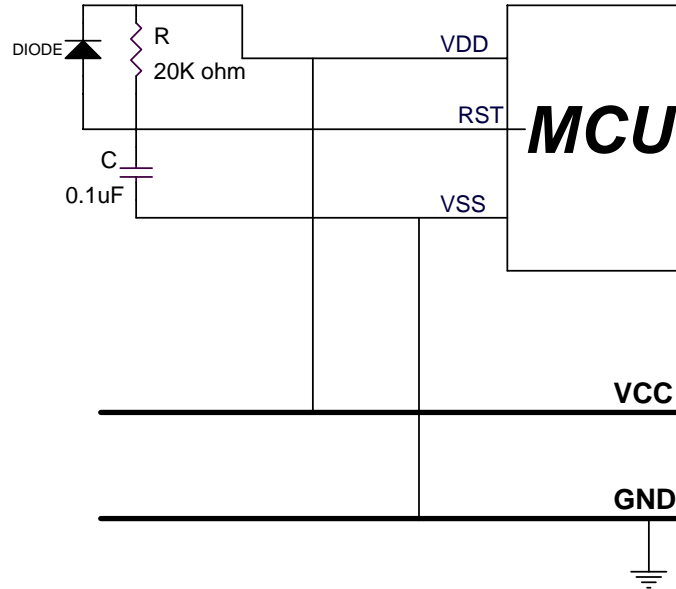 VDD
R
DIODE
20K ohm
RST
MCU
C
0.1uF
VSS
VCC
GND